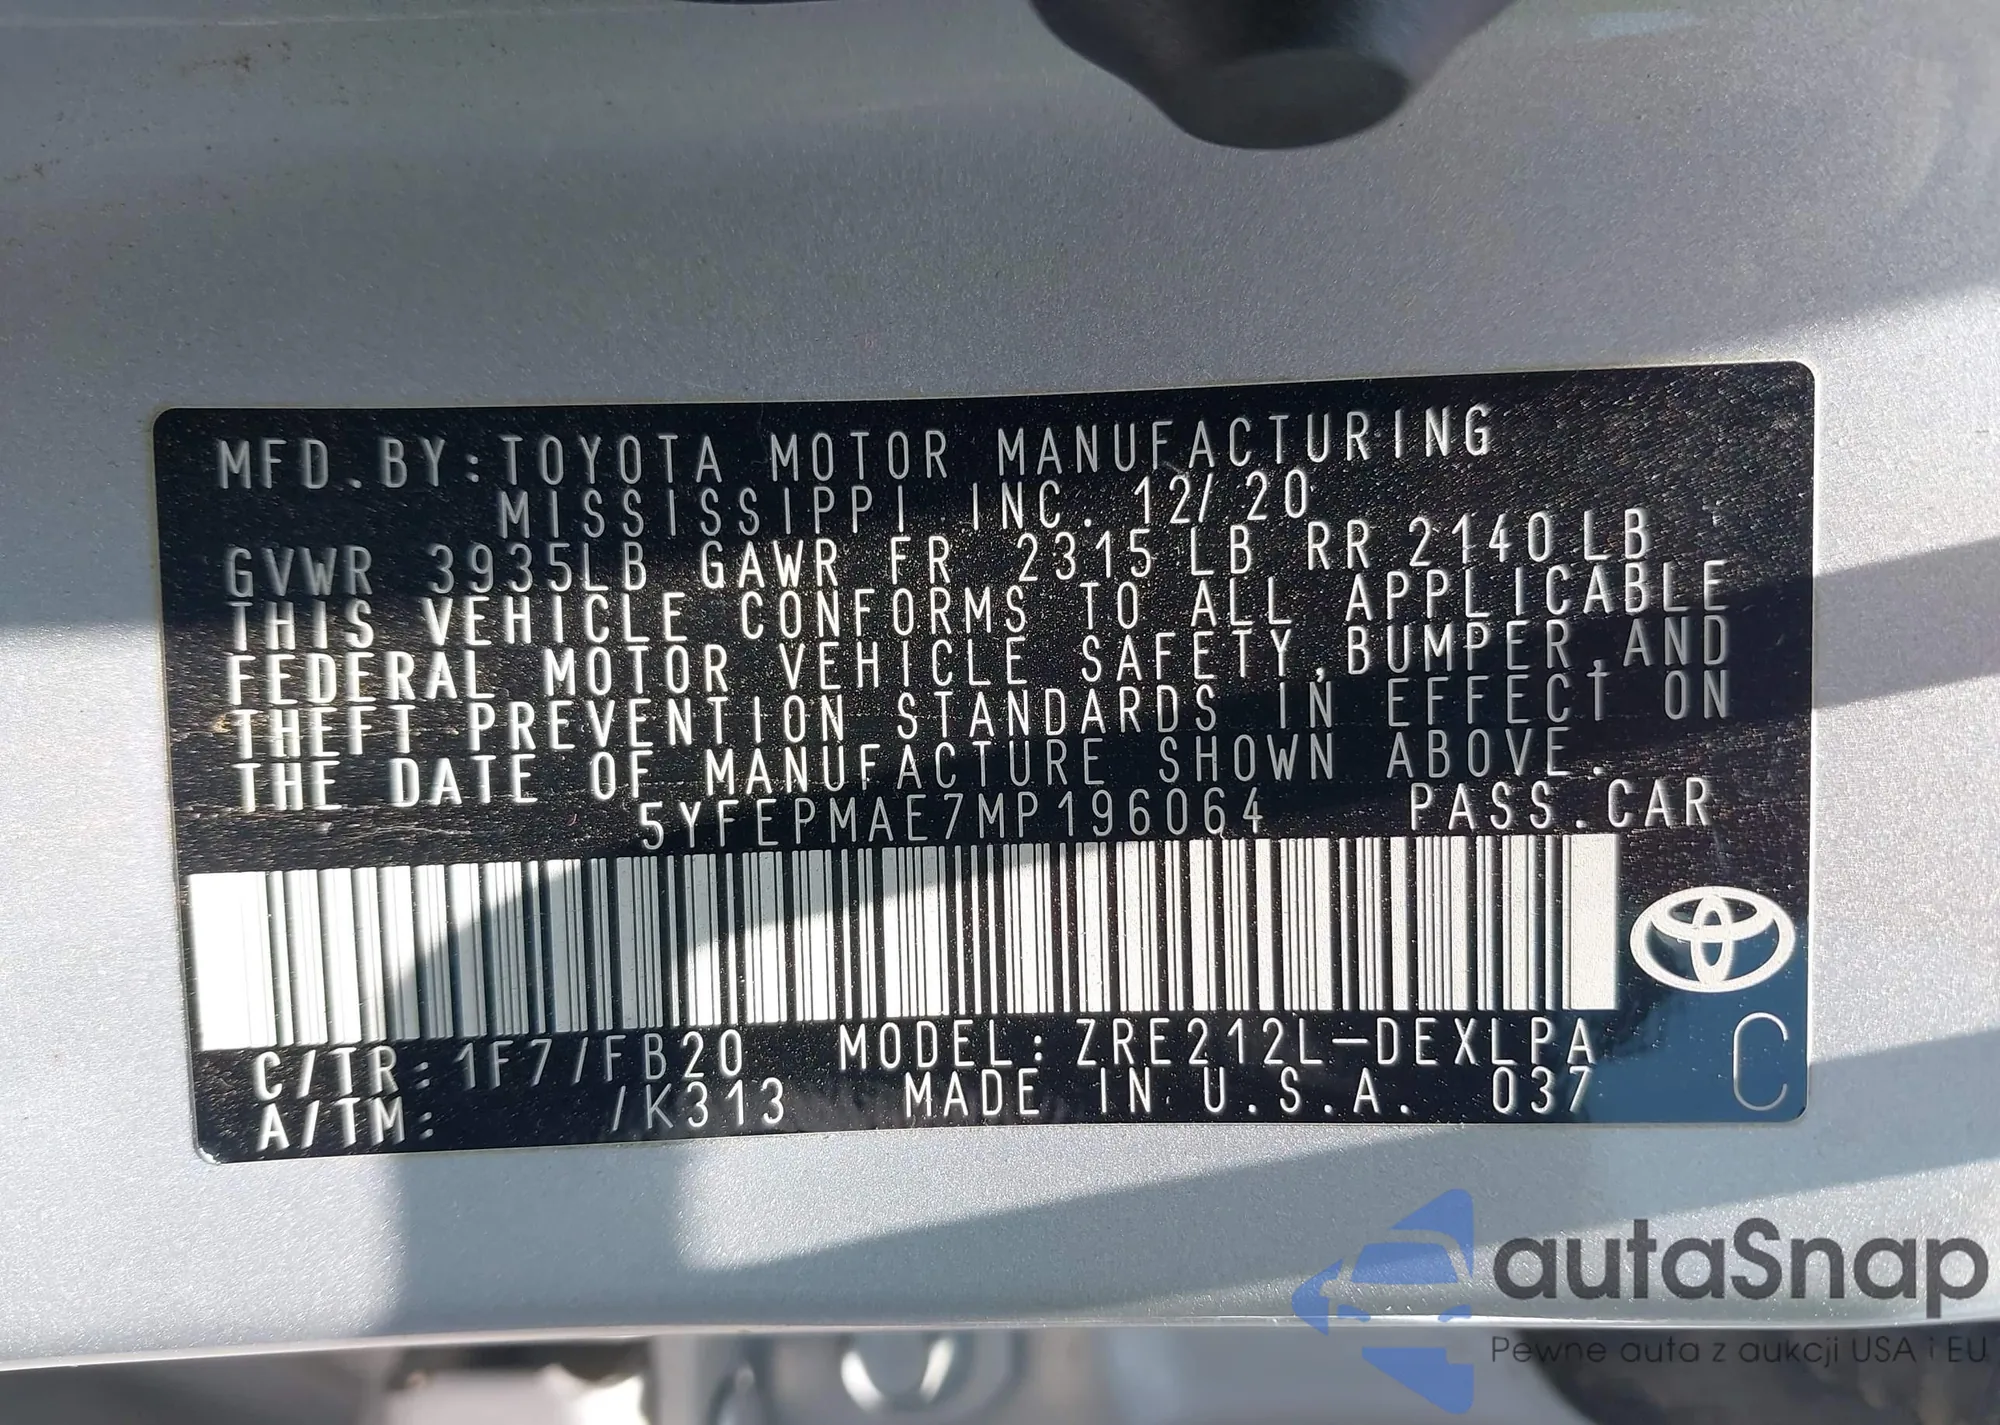 MFD.BY:TOYOTA MOTOR MANUFACTURING
MISSISSIPPI INC. 12/20
GVWR 3935LB GAWR FR 2315LB RR 2140LB
THIS VEHICLE CONFORMS TO ALL APPLICABLE
FEDERAL MOTOR VEHICLE SAFETY,BUMPER,AND
THEFT PREVENTION STANDARDS IN EFFECT ON
THE DATE OF MANUFACTURE SHOWN ABOVE.
5YFEPMAE7MP196064 PASS.CAR
C/TR:1F7/FB20 MODEL:ZRE212L-DEXLPA
A/TM: /K313 MADE IN U.S.A. 037
C
autoSnap
Pewne auta z aukcji USA i EU